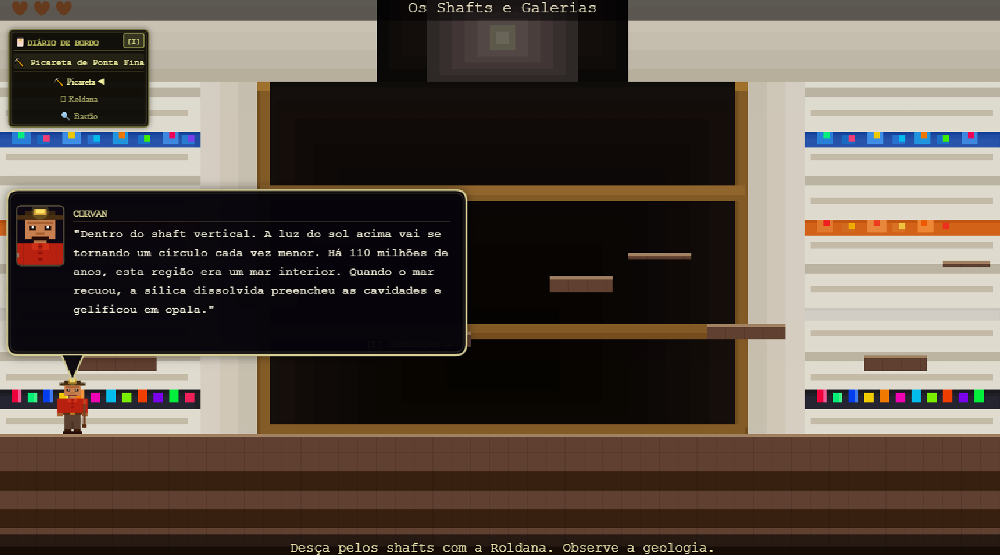 Os Shafts e Galerias
DIÁRIO DE BORDO
[I]
Picareta de Ponta Fina
Picareta ◀
Roldana
Bastão
CORVAN
"Dentro do shaft vertical. A luz do sol acima vai se
tornando um círculo cada vez menor. Há 110 milhões de
anos, esta região era um mar interior. Quando o mar
recuou, a sílica dissolvida preencheu as cavidades e
gelificou em opala."
Desça pelos shafts com a Roldana. Observe a geologia.